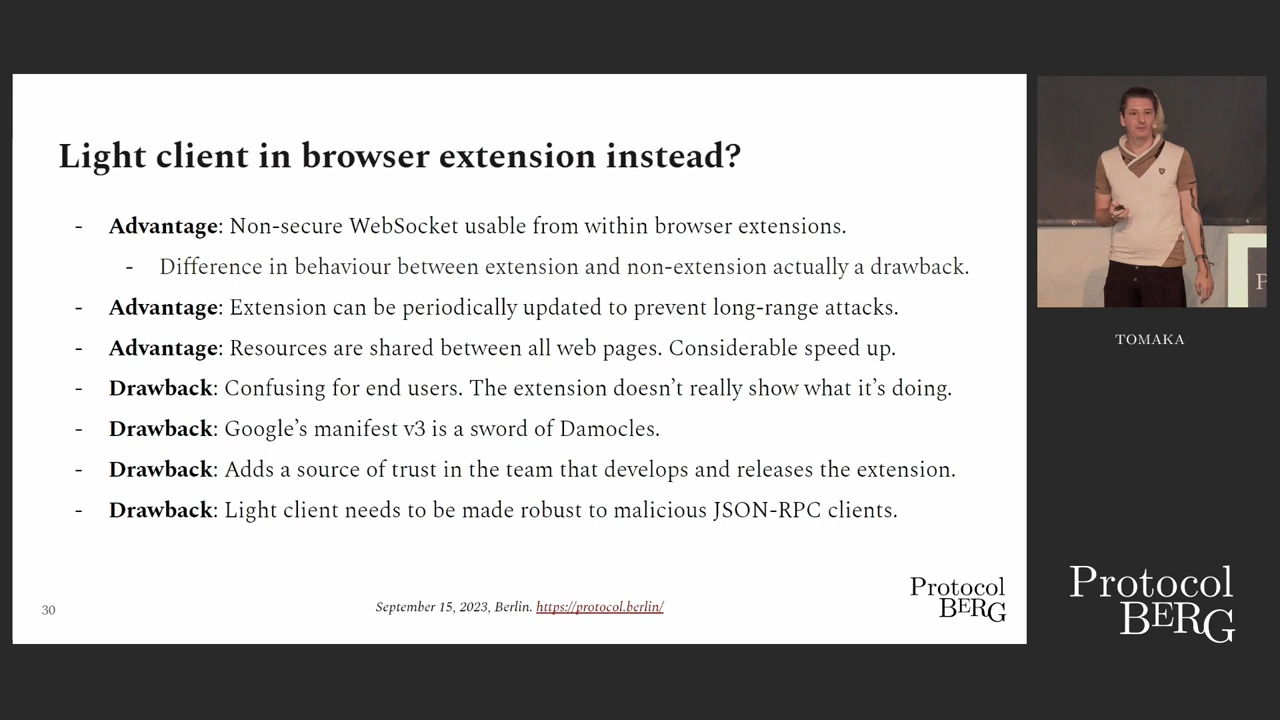 Light client in browser extension instead?
- Advantage: Non-secure WebSocket usable from within browser extensions.
- Difference in behaviour between extension and non-extension actually a drawback.
- Advantage: Extension can be periodically updated to prevent long-range attacks.
- Advantage: Resources are shared between all web pages. Considerable speed up.
- Drawback: Confusing for end users. The extension doesn’t really show what it’s doing.
- Drawback: Google’s manifest v3 is a sword of Damocles.
- Drawback: Adds a source of trust in the team that develops and releases the extension.
- Drawback: Light client needs to be made robust to malicious JSON-RPC clients.
30
September 15, 2023, Berlin. https://protocol.berlin/
Protocol
BERG
P
TOMAKA
Protocol
BERG